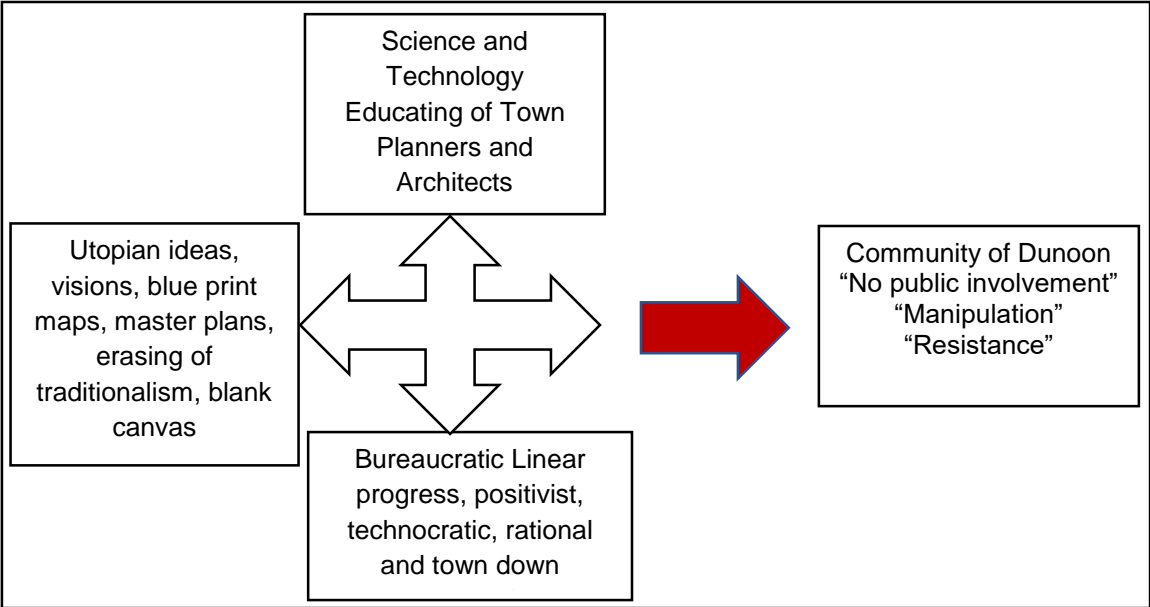 Science and
Technology
Educating of Town
Planners and
Architects
Utopian ideas,
visions, blue print
maps, master plans,
erasing of
traditionalism, blank
canvas
Community of Dunoon
“No public involvement”
“Manipulation”
“Resistance”
Bureaucratic Linear
progress, positivist,
technocratic, rational
and town down